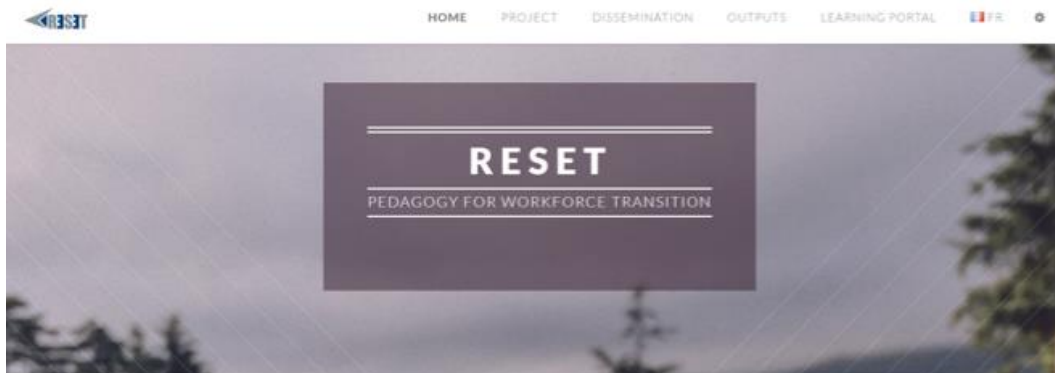 RESET
HOME PROJECT DISSEMINATION OUTPUTS LEARNING PORTAL FR
RESET
PEDAGOGY FOR WORKFORCE TRANSITION